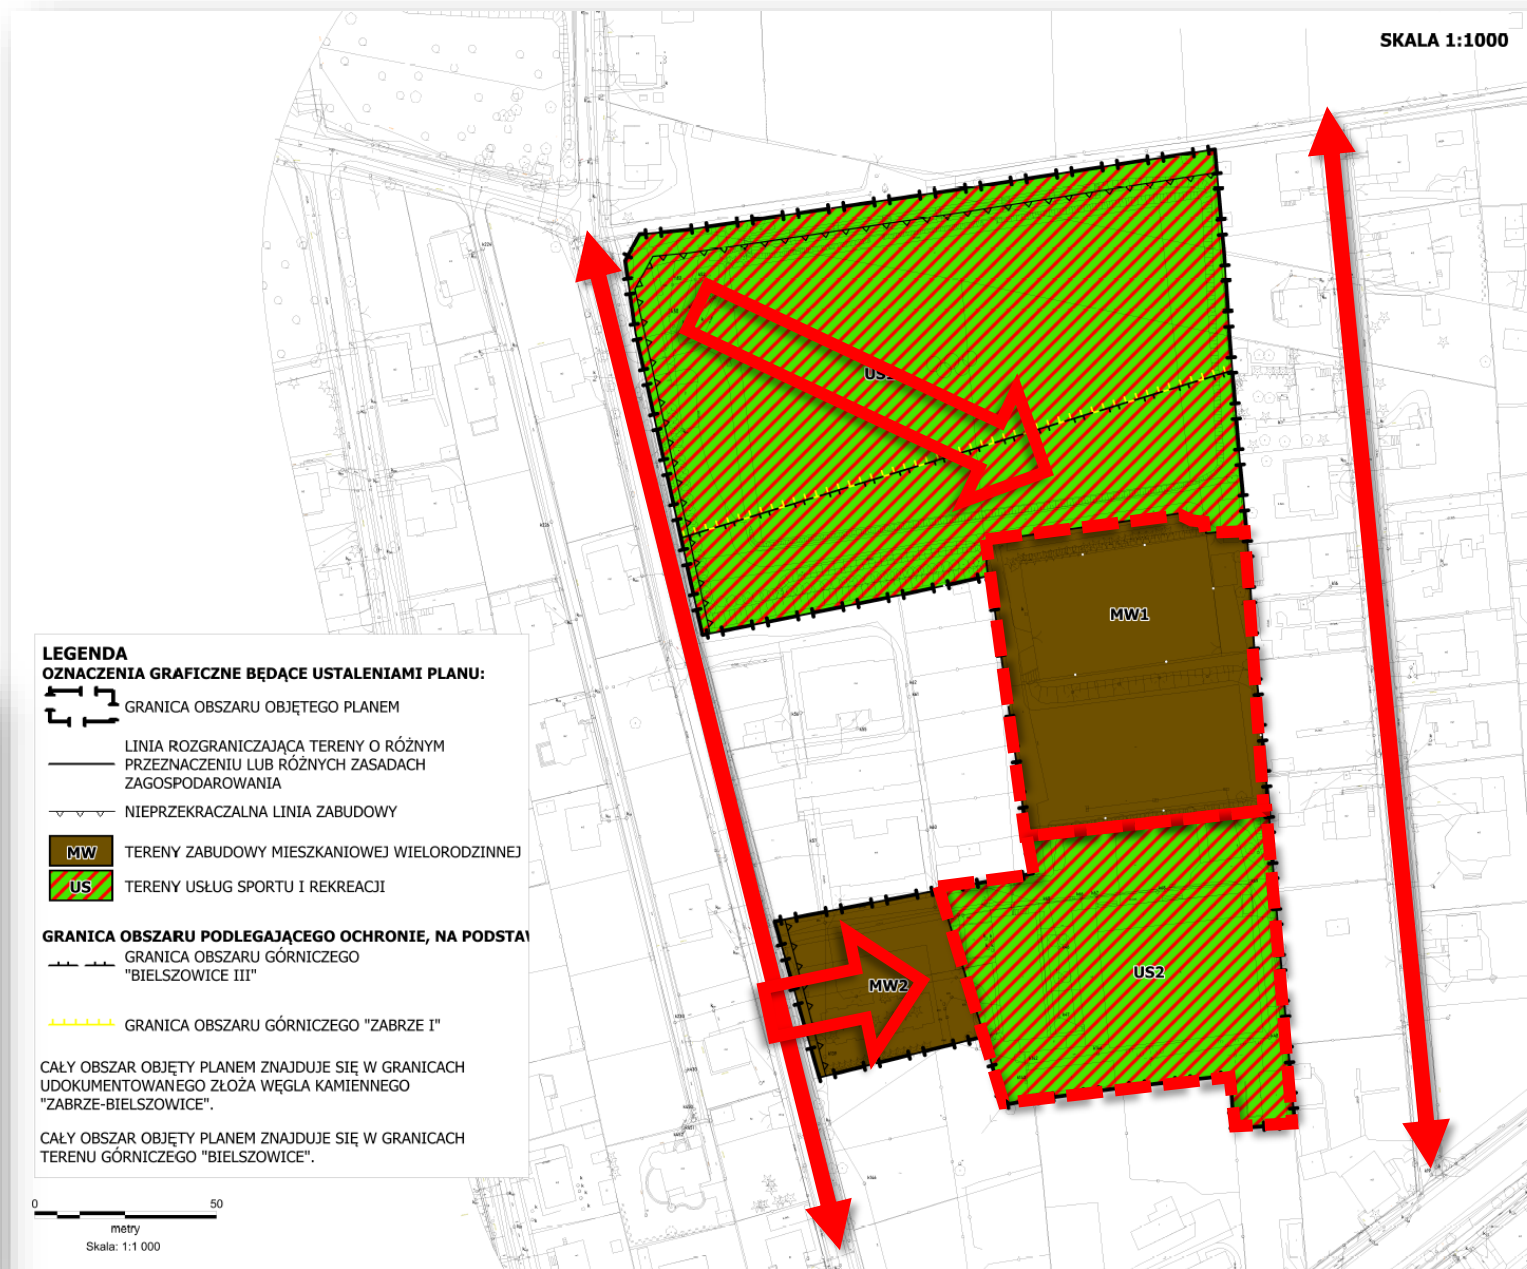 SKALA 1:1000
MW1
US2
MW2
LEGENDA
OZNACZENIA GRAFICZNE BĘDĄCE USTALENIAMI PLANU:
GRANICA OBSZARU OBJĘTEGO PLANEM
LINIA ROZGRANICZAJĄCA TERENY O RÓŻNYM
PRZEZNACZENIU LUB RÓŻNYCH ZASADACH
ZAGOSPODAROWANIA
NIEPRZEKRACZALNA LINIA ZABUDOWY
MW TERENY ZABUDOWY MIESZKANIOWEJ WIELORODZINNEJ
US TERENY USŁUG SPORTU I REKREACJI
GRANICA OBSZARU PODLEGAJĄCEGO OCHRONIE, NA
GRANICA OBSZARU GÓRNICZEGO
"BIELSZOWICE III"
GRANICA OBSZARU GÓRNICZEGO "ZABRZE I"
CAŁY OBSZAR OBJĘTY PLANEM ZNAJDUJE SIĘ W GRANICACH
UDOKUMENTOWANEGO ZŁOŻA WĘGLA KAMIENNEGO
"ZABRZE-BIELSZOWICE".
CAŁY OBSZAR OBJĘTY PLANEM ZNAJDUJE SIĘ W GRANICACH
TERENU GÓRNICZEGO "BIELSZOWICE".
0 50
metry
Skala: 1:1 000